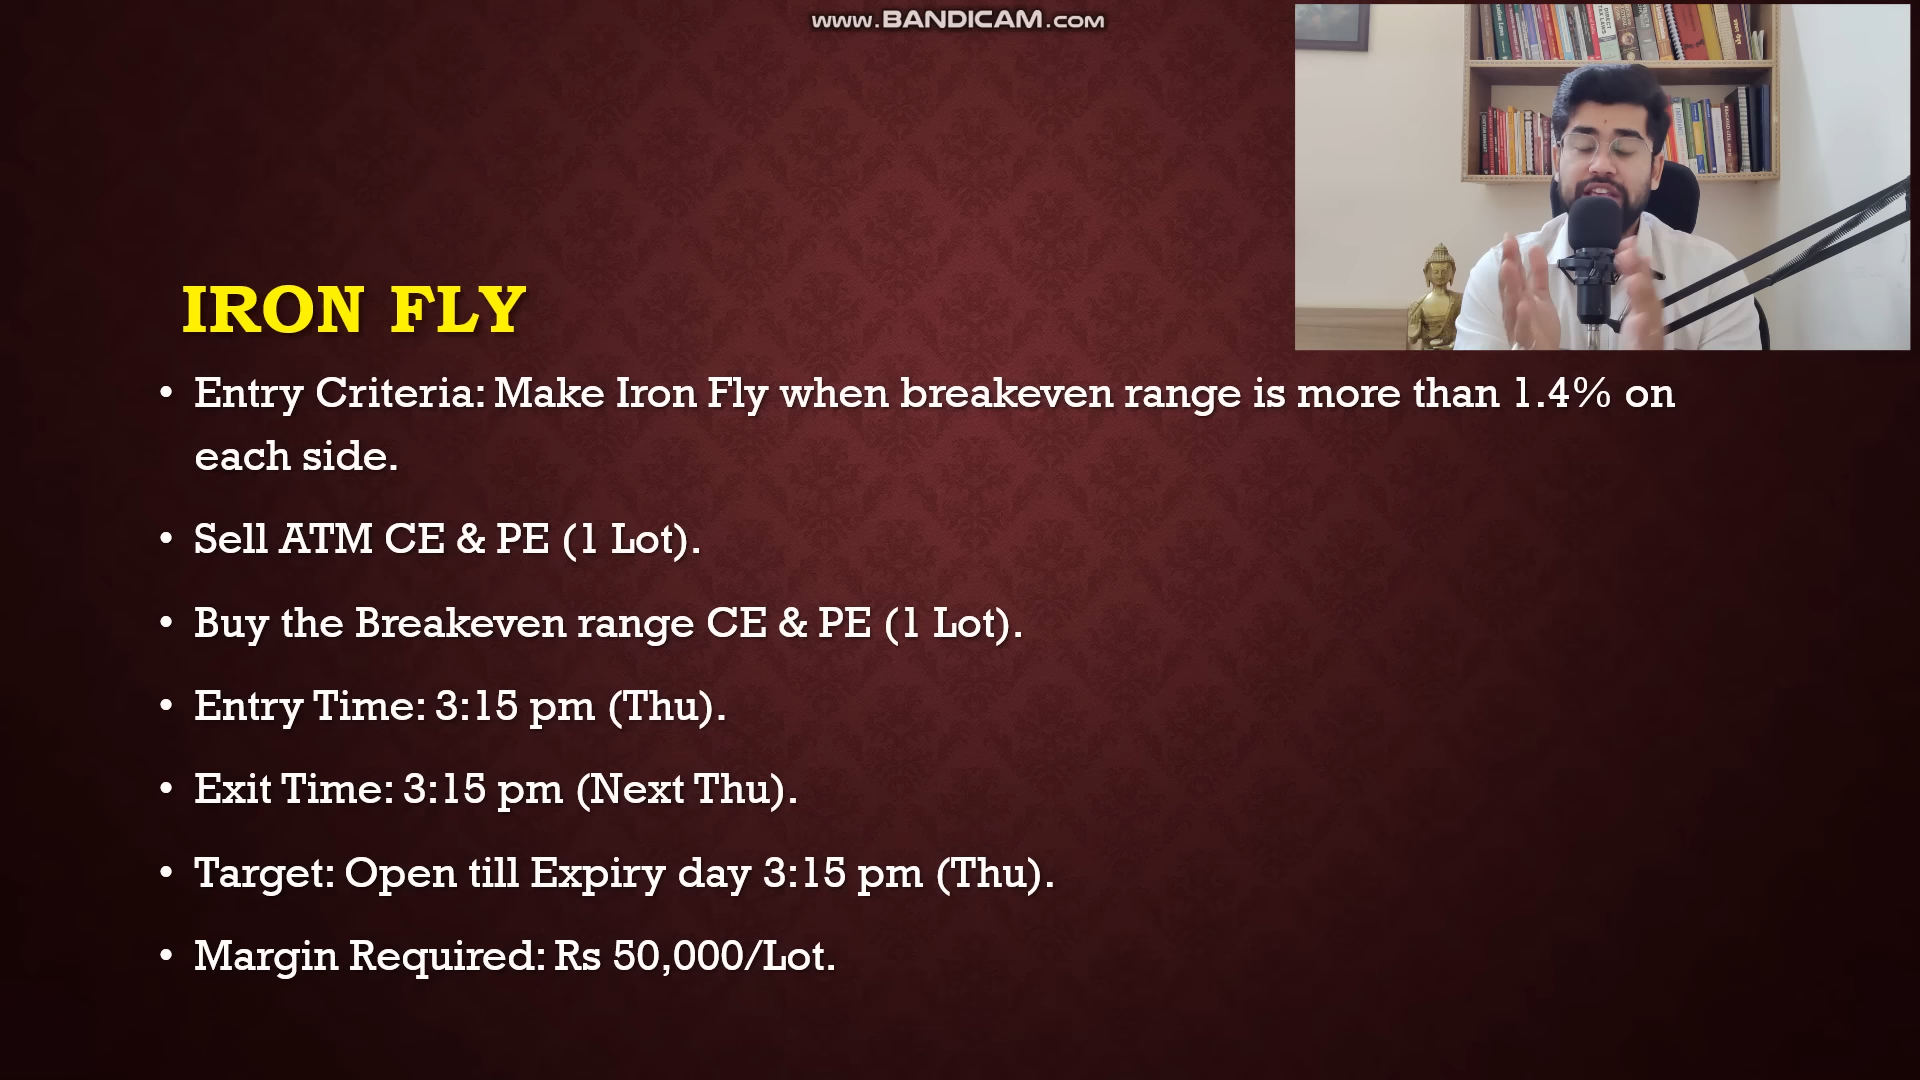 www.BANDICAM.com
IRON FLY
• Entry Criteria: Make Iron Fly when breakeven range is more than 1.4% on
each side.
• Sell ATM CE & PE (1 Lot).
• Buy the Breakeven range CE & PE (1 Lot).
• Entry Time: 3:15 pm (Thu).
• Exit Time: 3:15 pm (Next Thu).
• Target: Open till Expiry day 3:15 pm (Thu).
• Margin Required: Rs 50,000/Lot.